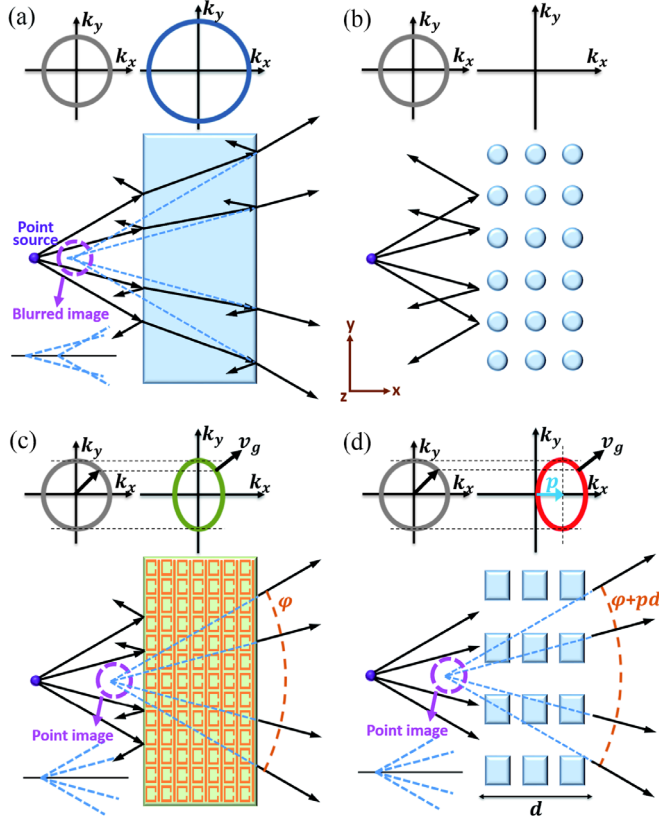 (a)
k_y
k_y
k_x
k_x
Point
source
Blurred image
(b)
k_y
k_y
k_x
k_x
y
z
x
(c)
k_y
k_y
v_g
k_x
k_x
φ
Point image
(d)
k_y
k_y
v_g
k_x
p
k_x
φ+pd
Point image
d